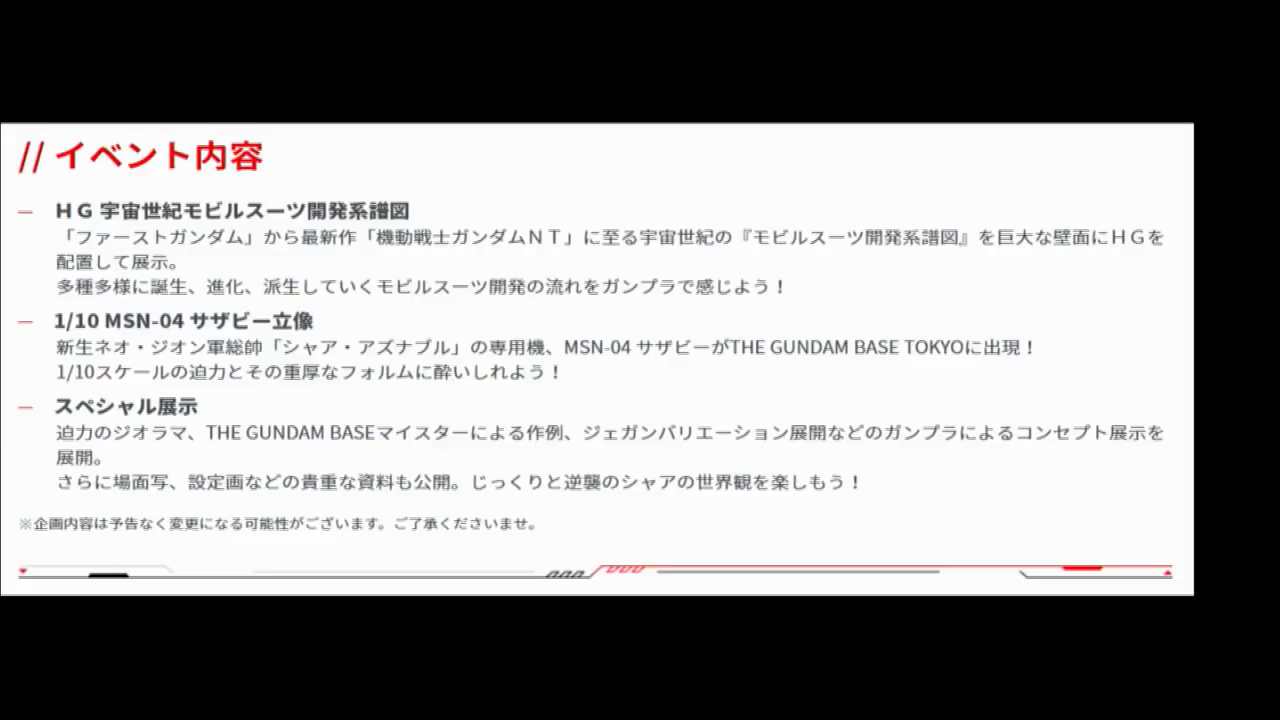 // イベント内容
— ＨＧ 宇宙世紀モビルスーツ開発系譜図
「ファーストガンダム」から最新作「機動戦士ガンダムＮＴ」に至る宇宙世紀の『モビルスーツ開発系譜図』を巨大な壁面にＨＧを
配置して展示。
多種多様に誕生、進化、派生していくモビルスーツ開発の流れをガンプラで感じよう！
— 1/10 MSN-04 サザビー立像
新生ネオ・ジオン軍総帥「シャア・アズナブル」の専用機、MSN-04 サザビーがTHE GUNDAM BASE TOKYOに出現！
1/10スケールの迫力とその重厚なフォルムに酔いしれよう！
— スペシャル展示
迫力のジオラマ、THE GUNDAM BASEマイスターによる作例、ジェガンバリエーション展開などのガンプラによるコンセプト展示を
展開。
さらに場面写、設定画などの貴重な資料も公開。じっくりと逆襲のシャアの世界観を楽しもう！
※企画内容は予告なく変更になる可能性がございます。ご了承くださいませ。